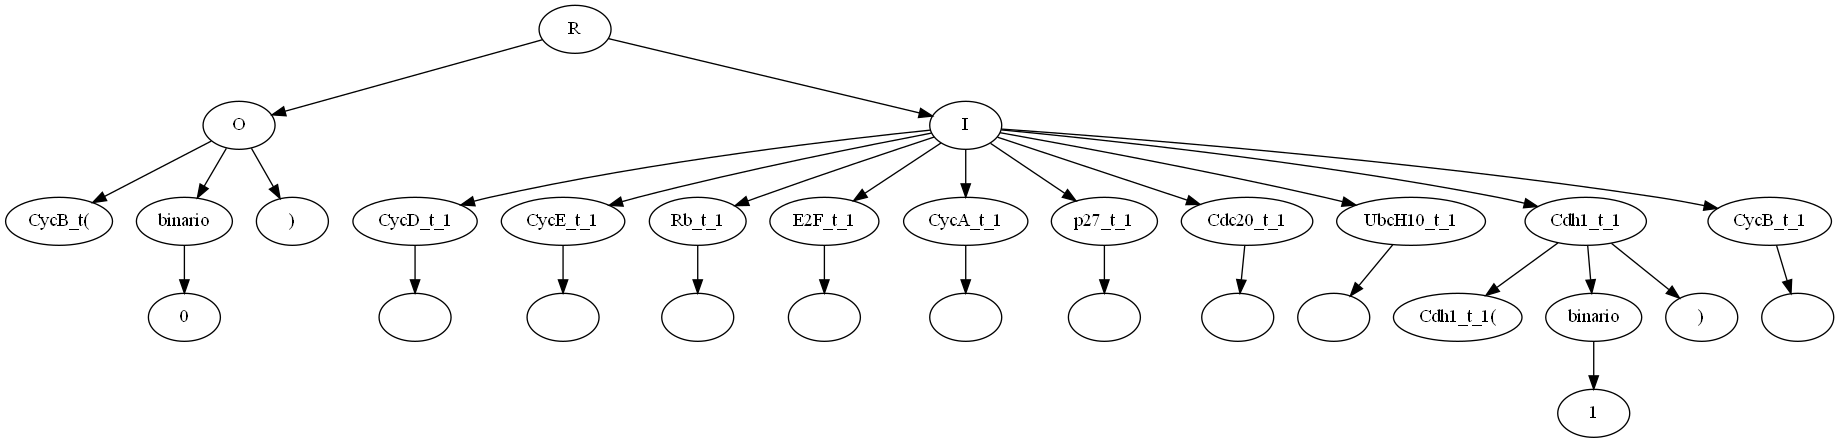 R
O
I
CycB_t(
binario
)
CycD_t_1
CycE_t_1
Rb_t_1
E2F_t_1
CycA_t_1
p27_t_1
Cdc20_t_1
UbcH10_t_1
Cdh1_t_1
CycB_t_1
0
Cdh1_t_1(
binario
)
1